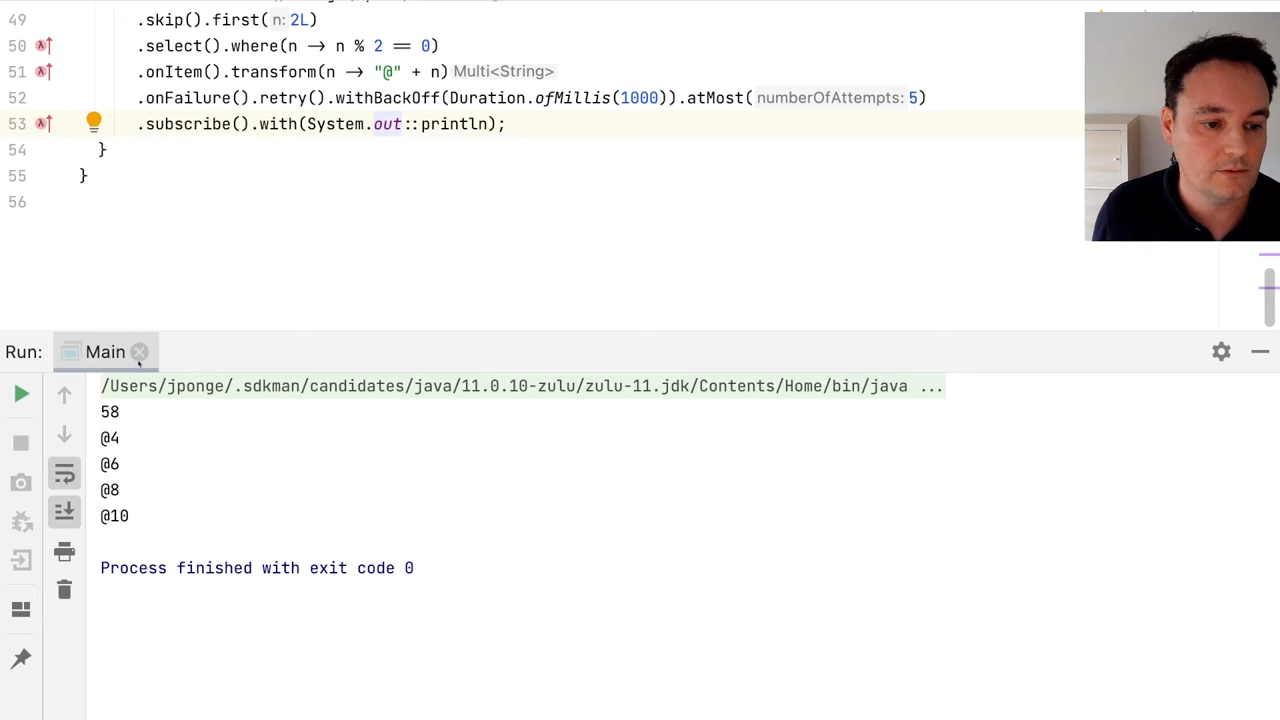 49 .skip().first( n: 2L)
50 .select().where(n -> n % 2 == 0)
51 .onItem().transform(n -> "@" + n) Multi<String>
52 .onFailure().retry().withBackOff(Duration.ofMillis(1000)).atMost( numberOfAttempts: 5)
53 .subscribe().with(System.out::println);
54 }
55 }
56
Run: Main
/Users/jponge/.sdkman/candidates/java/11.0.10-zulu/zulu-11.jdk/Contents/Home/bin/java ...
58
@4
@6
@8
@10
Process finished with exit code 0